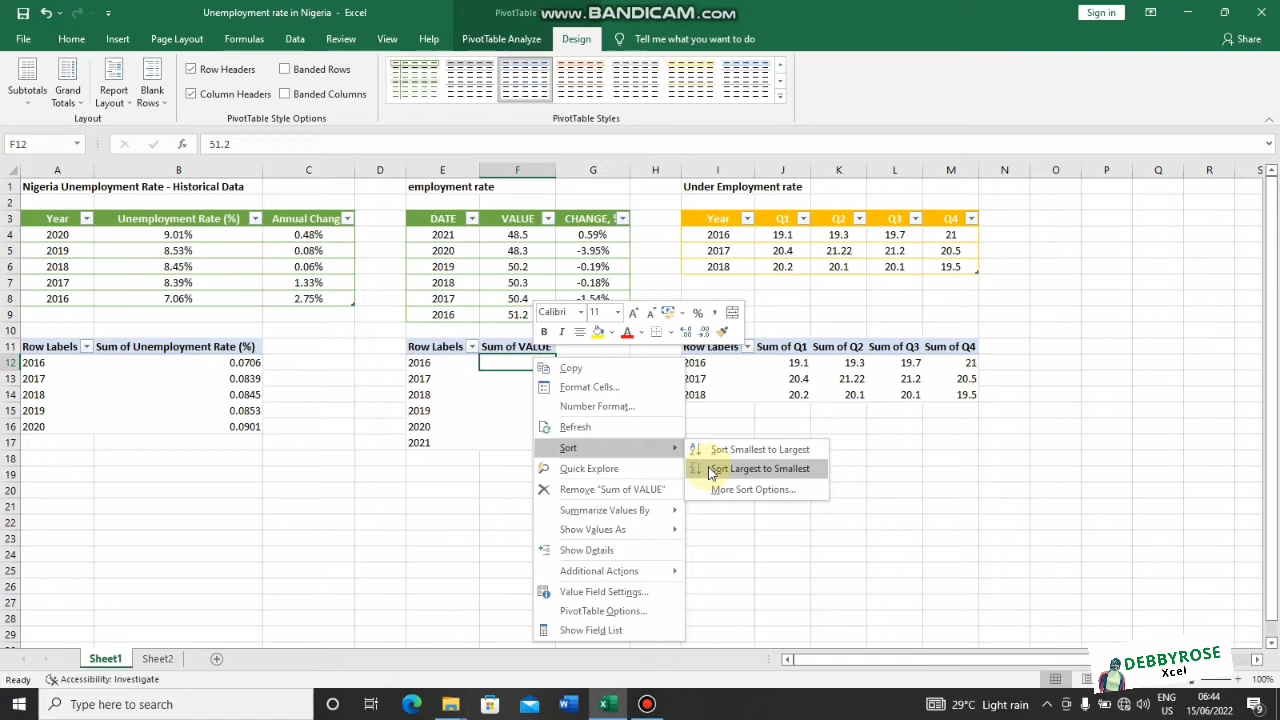 Unemployment rate in Nigeria - Excel
PivotTable
www.BANDICAM.com
Sign in
File Home Insert Page Layout Formulas Data Review View Help PivotTable Analyze Design Tell me what you want to do Share
Subtotals Grand Totals Report Layout Blank Rows
Row Headers Banded Rows
Column Headers Banded Columns
Layout PivotTable Style Options PivotTable Styles
F12 51.2
A B C D E F G H I J K L M N O P Q R S
1 Nigeria Unemployment Rate - Historical Data employment rate Under Employment rate
2
3 Year Unemployment Rate (%) Annual Chang DATE VALUE CHANGE, % Year Q1 Q2 Q3 Q4
4 2020 9.01% 0.48% 2021 48.5 0.59% 2016 19.1 19.3 19.7 21
5 2019 8.53% 0.08% 2020 48.3 -3.95% 2017 20.4 21.22 21.2 20.5
6 2018 8.45% 0.06% 2019 50.2 -0.19% 2018 20.2 20.1 20.1 19.5
7 2017 8.39% 1.33% 2018 50.3 -0.18%
8 2016 7.06% 2.75% 2017 50.4 -1.54%
9 2016 51.2
Calibri 11
10
11 Row Labels Sum of Unemployment Rate (%) Row Labels Sum of VALUE Row Labels Sum of Q1 Sum of Q2 Sum of Q3 Sum of Q4
12 2016 0.0706 2016 2016 19.1 19.3 19.7 21
13 2017 0.0839 2017 2017 20.4 21.22 21.2 20.5
14 2018 0.0845 2018 2018 20.2 20.1 20.1 19.5
15 2019 0.0853 2019
16 2020 0.0901 2020
17 2021
18
19
20
21
22
23
24
25
26
27
28
29
Copy
Format Cells...
Number Format...
Refresh
Sort
Quick Explore
Remove "Sum of VALUE"
Summarize Values By
Show Values As
Show Details
Additional Actions
Value Field Settings...
PivotTable Options...
Show Field List
Sort Smallest to Largest
Sort Largest to Smallest
More Sort Options...
Sheet1 Sheet2
DEBBYROSE
Xcel
Ready Accessibility: Investigate 100%
Type here to search
29°C Light rain
ENG
US
06:44
15/06/2022